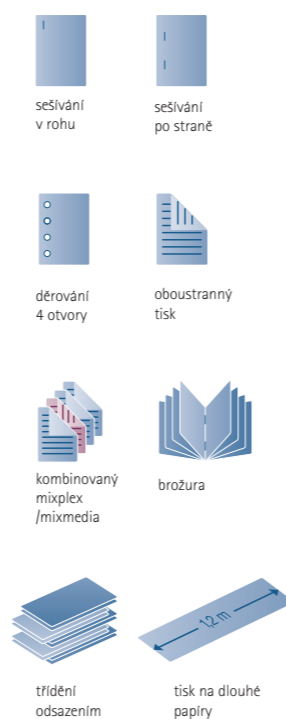 sešívání
v rohu
sešívání
po straně
děrování
4 otvory
oboustranný
tisk
kombinovaný
mixplex
/mixmedia
brožura
1,2 m
třídění
odsazením
tisk na dlouhé
papíry